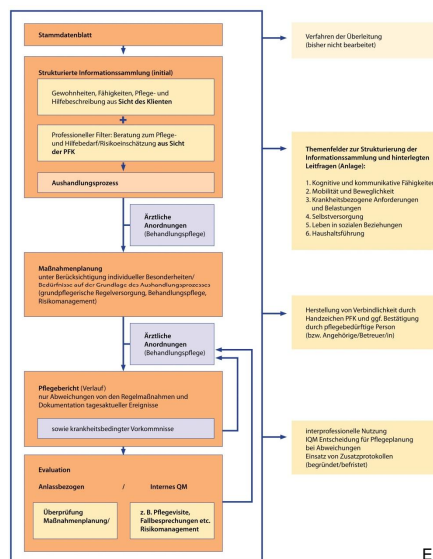 Stammdatenblatt
Strukturierte Informationssammlung (initial)
Gewohnheiten, Fähigkeiten, Pflege- und
Hilfebeschreibung aus Sicht des Klienten
+
Professioneller Filter: Beratung zum Pflege-
und Hilfebedarf/Risikoeinschätzung aus Sicht
der PFK
Aushandlungsprozess
Ärztliche
Anordnungen
(Behandlungspflege)
Maßnahmenplanung
unter Berücksichtigung individueller Besonderheiten/
Bedürfnisse auf der Grundlage des Aushandlungsprozesses
(grundpflegerische Regelversorgung, Behandlungspflege,
Risikomanagement)
Ärztliche
Anordnungen
(Behandlungspflege)
Pflegebericht (Verlauf)
nur Abweichungen von den Regelmaßnahmen und
Dokumentation tagesaktueller Ereignisse
sowie krankheitsbedingter Vorkommnisse
Evaluation
Anlassbezogen / Internes QM
Überprüfung
Maßnahmenplanung/
z. B. Pflegevisite,
Fallbesprechungen etc.
Risikomanagement
Verfahren der Überleitung
(bisher nicht bearbeitet)
Themenfelder zur Strukturierung der
Informationssammlung und hinterlegten
Leitfragen (Anlage):
1. Kognitive und kommunikative Fähigkeiten
2. Mobilität und Beweglichkeit
3. Krankheitsbezogene Anforderungen
und Belastungen
4. Selbstversorgung
5. Leben in sozialen Beziehungen
6. Haushaltsführung
Herstellung von Verbindlichkeit durch
Handzeichen PFK und ggf. Bestätigung
durch pflegebedürftige Person
(bzw. Angehörige/Betreuer/in)
interprofessionelle Nutzung
IQM Entscheidung für Pflegeplanung
bei Abweichungen
Einsatz von Zusatzprotokollen
(begründet/befristet)
E